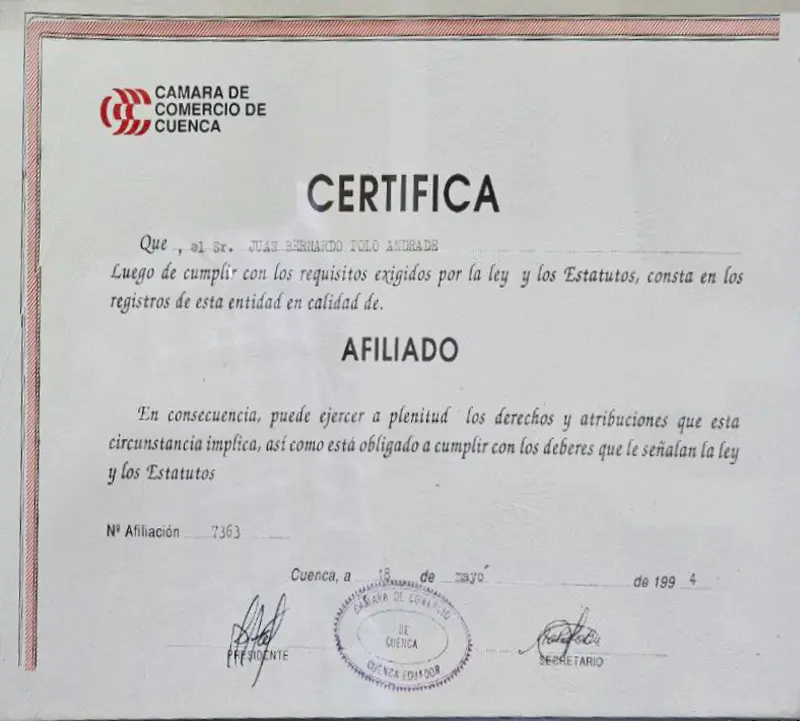 CAMARA DE
COMERCIO DE
CUENCA
CERTIFICA
Que , el Sr. JUAN BERNARDO POLO ANDRADE
Luego de cumplir con los requisitos exigidos por la ley y los Estatutos, consta en los
registros de esta entidad en calidad de.
AFILIADO
En consecuencia, puede ejercer a plenitud los derechos y atribuciones que esta
circunstancia implica, así como está obligado a cumplir con los deberes que le señalan la ley
y los Estatutos
Nº Afiliación 7363
Cuenca, a 18 de mayo de 199 4
CAMARA DE COMERCIO
DE
CUENCA
CUENCA ECUADOR
PRESIDENTE
SECRETARIO